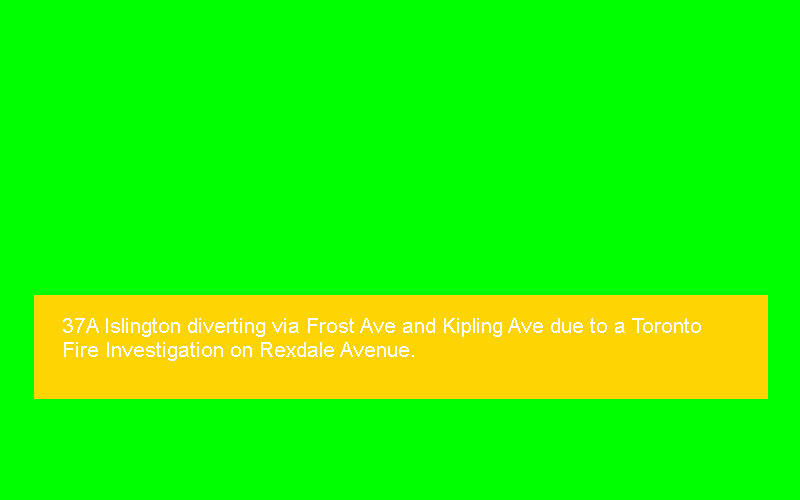 37A Islington diverting via Frost Ave and Kipling Ave due to a Toronto
Fire Investigation on Rexdale Avenue.